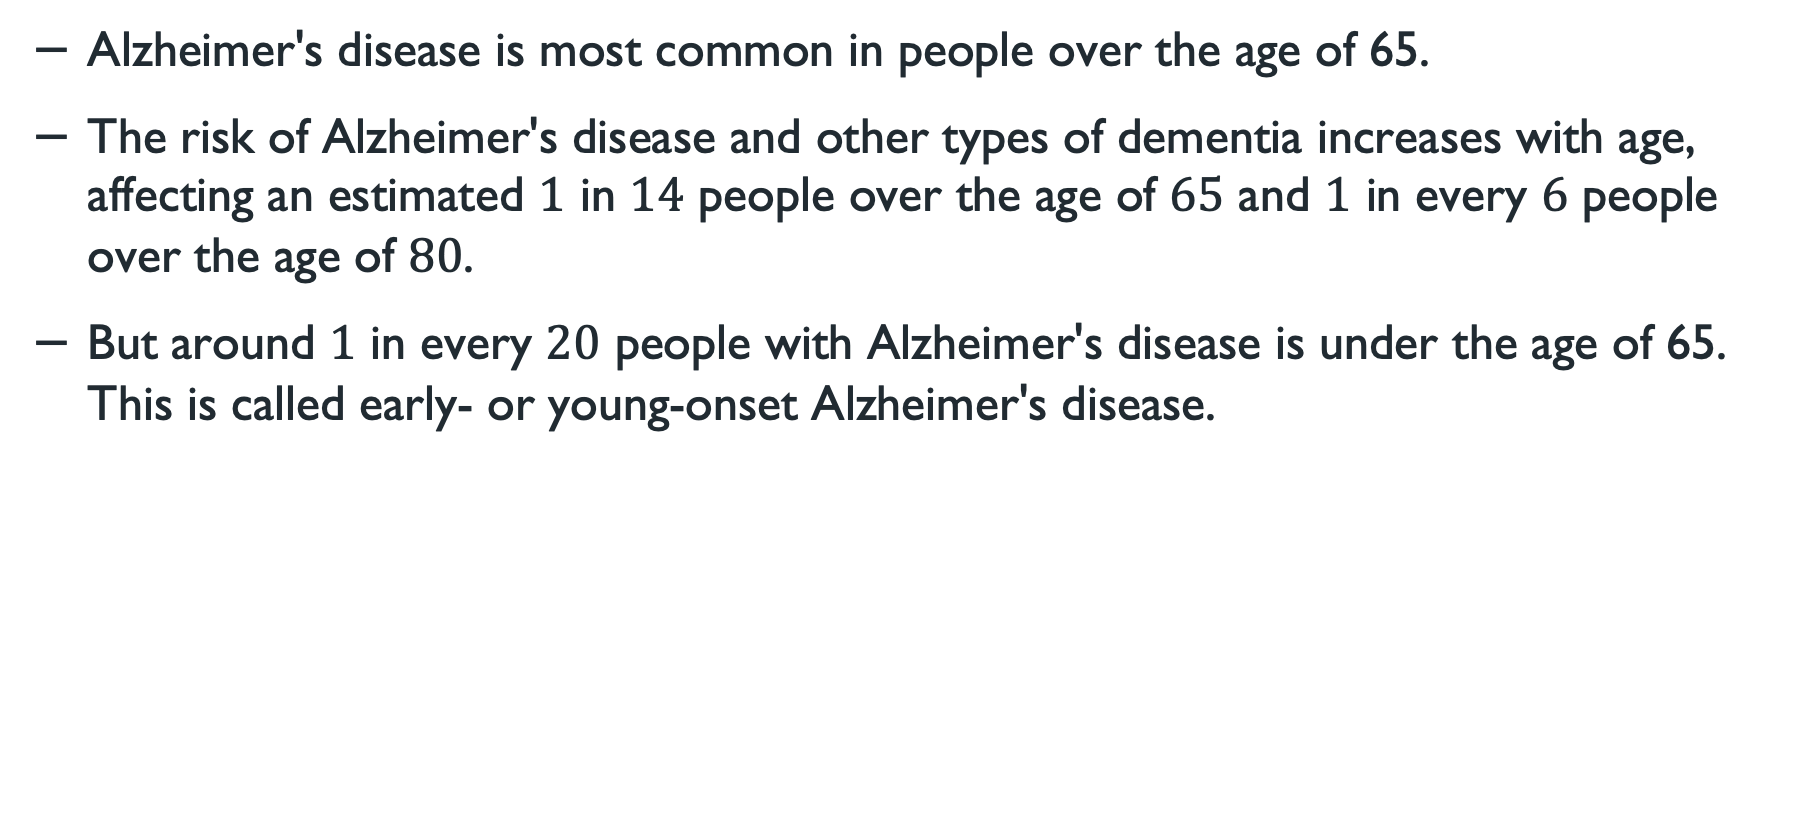 – Alzheimer's disease is most common in people over the age of 65.
– The risk of Alzheimer's disease and other types of dementia increases with age,
affecting an estimated 1 in 14 people over the age of 65 and 1 in every 6 people
over the age of 80.
– But around 1 in every 20 people with Alzheimer's disease is under the age of 65.
This is called early- or young-onset Alzheimer's disease.